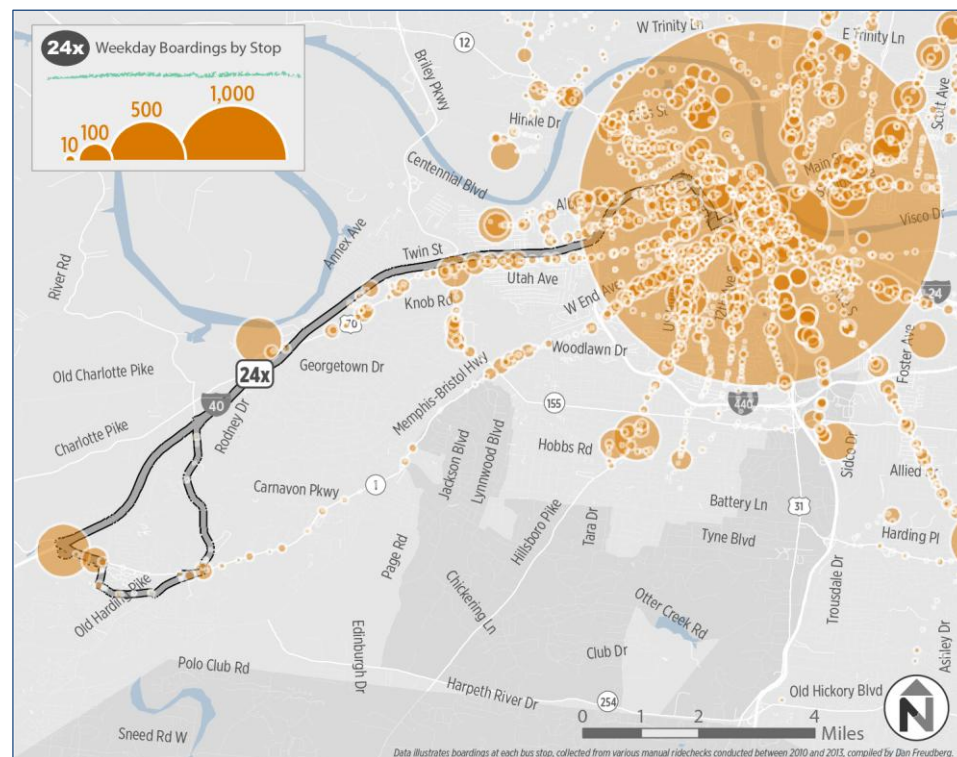 24x Weekday Boardings by Stop
10
100
500
1,000
W Trinity Ln
E Trinity Ln
12
Briley Pkwy
Hinkle Dr
Scott Ave
Centennial Blvd
Main
Visco Dr
Annex Ave
River Rd
Twin St
Utah Ave
W End Ave
Knob Rd
70
24
Foster Ave
Woodlawn Dr
Georgetown Dr
Old Charlotte Pike
24x
40
Rodney Dr
Charlotte Pike
Memphis-Bristol Hwy
155
440
Hobbs Rd
Sidco Dr
Jackson Blvd
Lynnwood Blvd
Allied
Carnavon Pkwy
1
Battery Ln
31
Hillsboro Pike
Tara Dr
Tyne Blvd
Harding Pl
Page Rd
Trousdale Dr
Old Harding Pike
Chickering Ln
Otter Creek Rd
Edinburgh Dr
Club Dr
Ashley Dr
Polo Club Rd
Harpeth River Dr
254
Old Hickory Blvd
Sneed Rd W
0 1 2 4
Miles
N
Data illustrates boardings at each bus stop, collected from various manual ridechecks conducted between 2010 and 2013, compiled by Dan Freudberg.